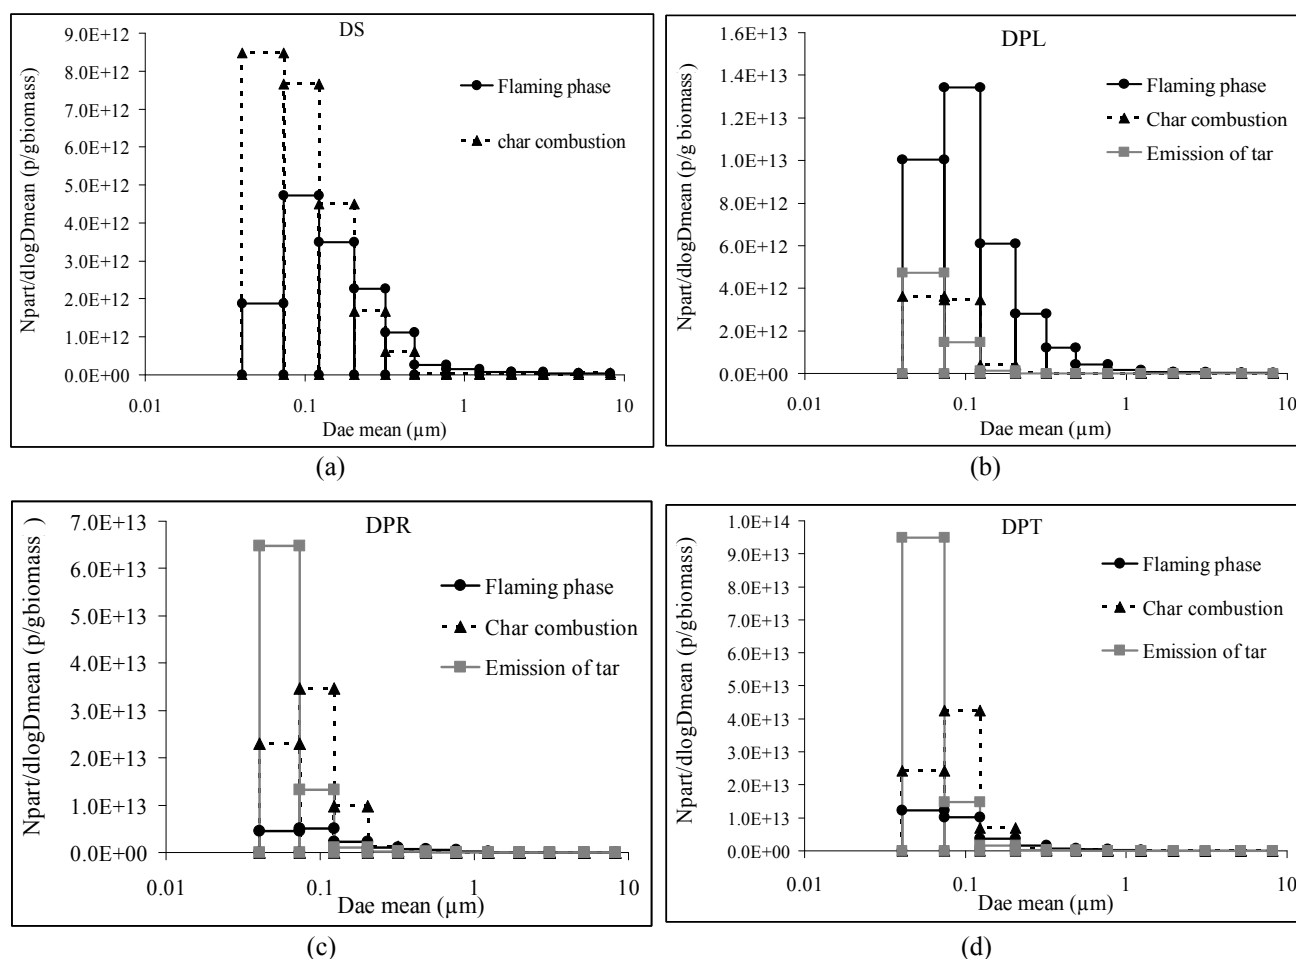 DS
9.0E+12
8.0E+12
7.0E+12
6.0E+12
5.0E+12
4.0E+12
3.0E+12
2.0E+12
1.0E+12
0.0E+00
Npart/dlogDmean (p/gbiomass)
Flaming phase
char combustion
0.01 0.1 1 10
Dae mean (µm)
(a)
DPL
1.6E+13
1.4E+13
1.2E+13
1.0E+13
8.0E+12
6.0E+12
4.0E+12
2.0E+12
0.0E+00
Npart/dlogDmean (p/g biomass)
Flaming phase
Char combustion
Emission of tar
0.01 0.1 1 10
Dae mean (µm)
(b)
DPR
7.0E+13
6.0E+13
5.0E+13
4.0E+13
3.0E+13
2.0E+13
1.0E+13
0.0E+00
Npart/dlogDmean (p/gbiomass )
Flaming phase
Char combustion
Emission of tar
0.01 0.1 1 10
Dae mean (µm)
(c)
DPT
1.0E+14
9.0E+13
8.0E+13
7.0E+13
6.0E+13
5.0E+13
4.0E+13
3.0E+13
2.0E+13
1.0E+13
0.0E+00
Npart/dlogDmean (p/gbiomass)
Flaming phase
Char combustion
Emission of tar
0.01 0.1 1 10
Dae mean (µm)
(d)